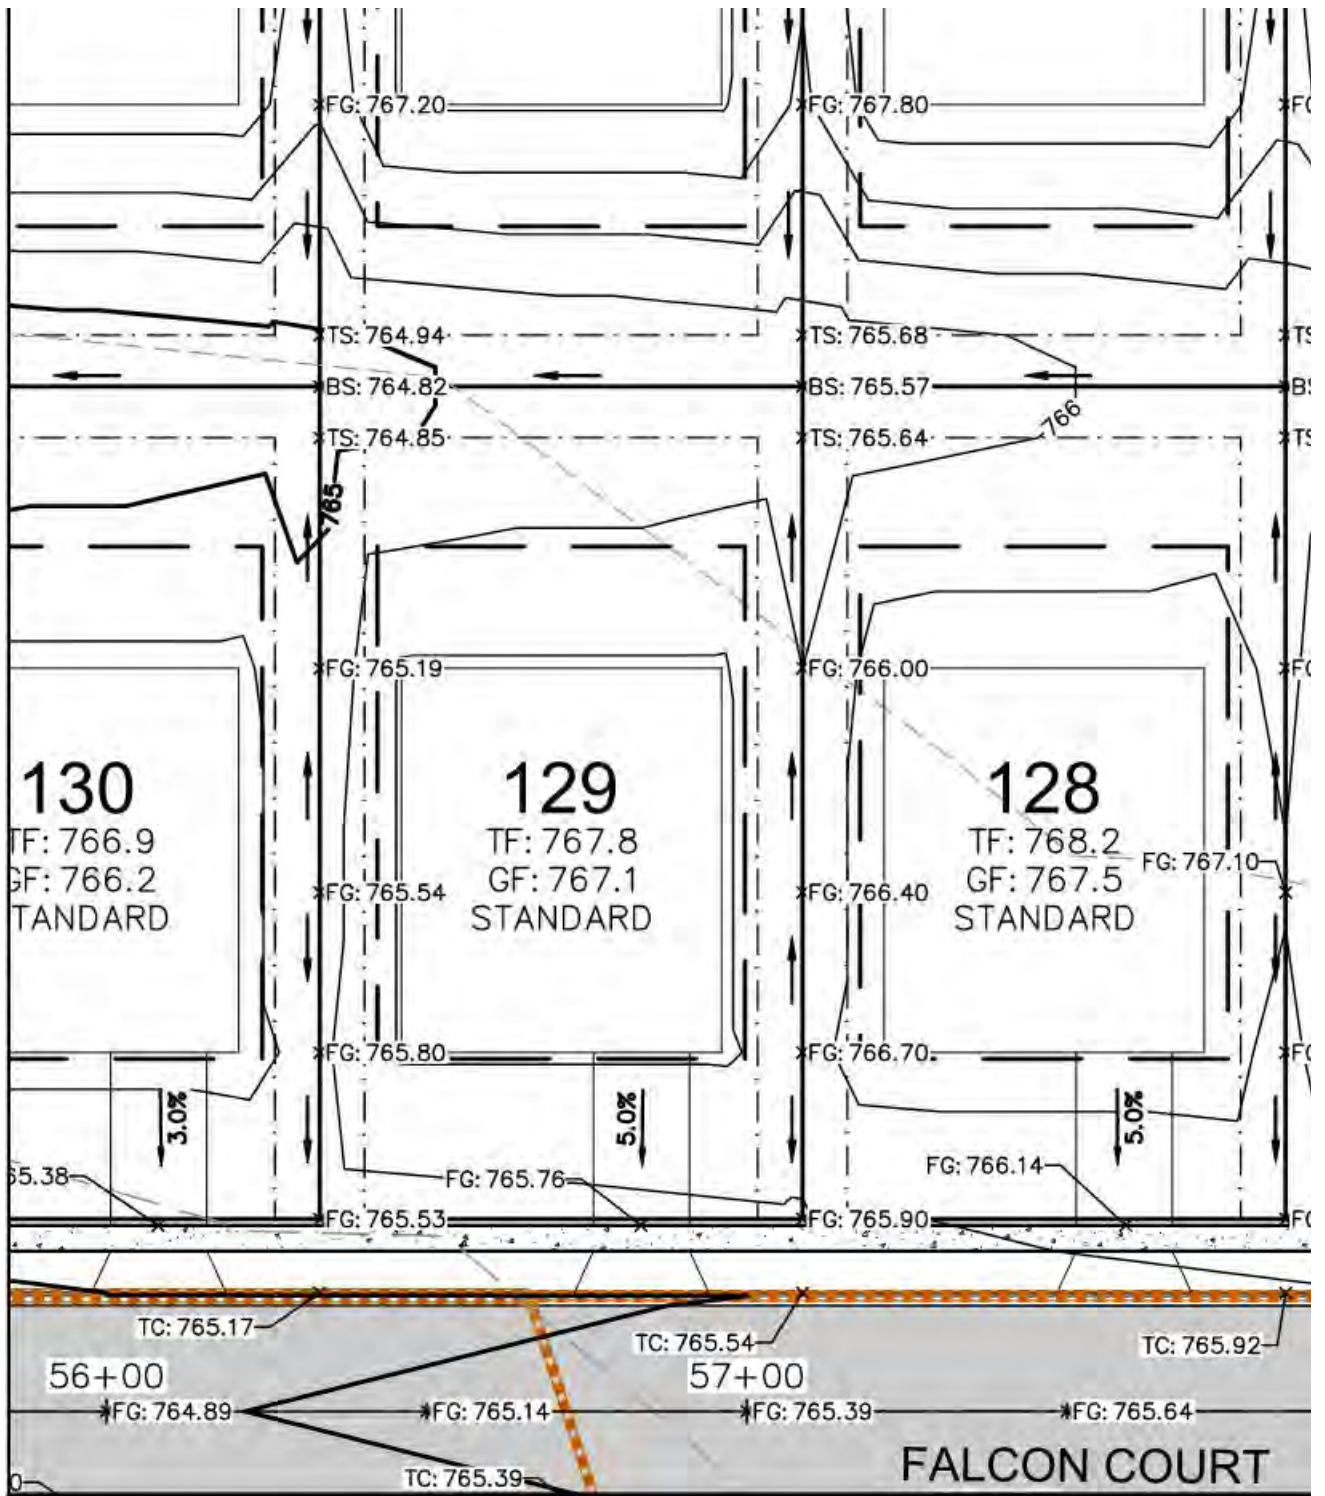 FG: 767.20
FG: 767.80
TS: 764.94
TS: 765.68
BS: 764.82
BS: 765.57
766
TS: 764.85
TS: 765.64
765
FG: 765.19
FG: 766.00
130
TF: 766.9
GF: 766.2
TANDARD
129
TF: 767.8
GF: 767.1
STANDARD
128
TF: 768.2
GF: 767.5
STANDARD
FG: 767.10
FG: 765.54
FG: 766.40
FG: 765.80
FG: 766.70
3.0%
5.0%
5.0%
65.38
FG: 765.76
FG: 766.14
FG: 765.53
FG: 765.90
TC: 765.17
TC: 765.54
TC: 765.92
56+00
57+00
FG: 764.89
FG: 765.14
FG: 765.39
FG: 765.64
TC: 765.39
FALCON COURT